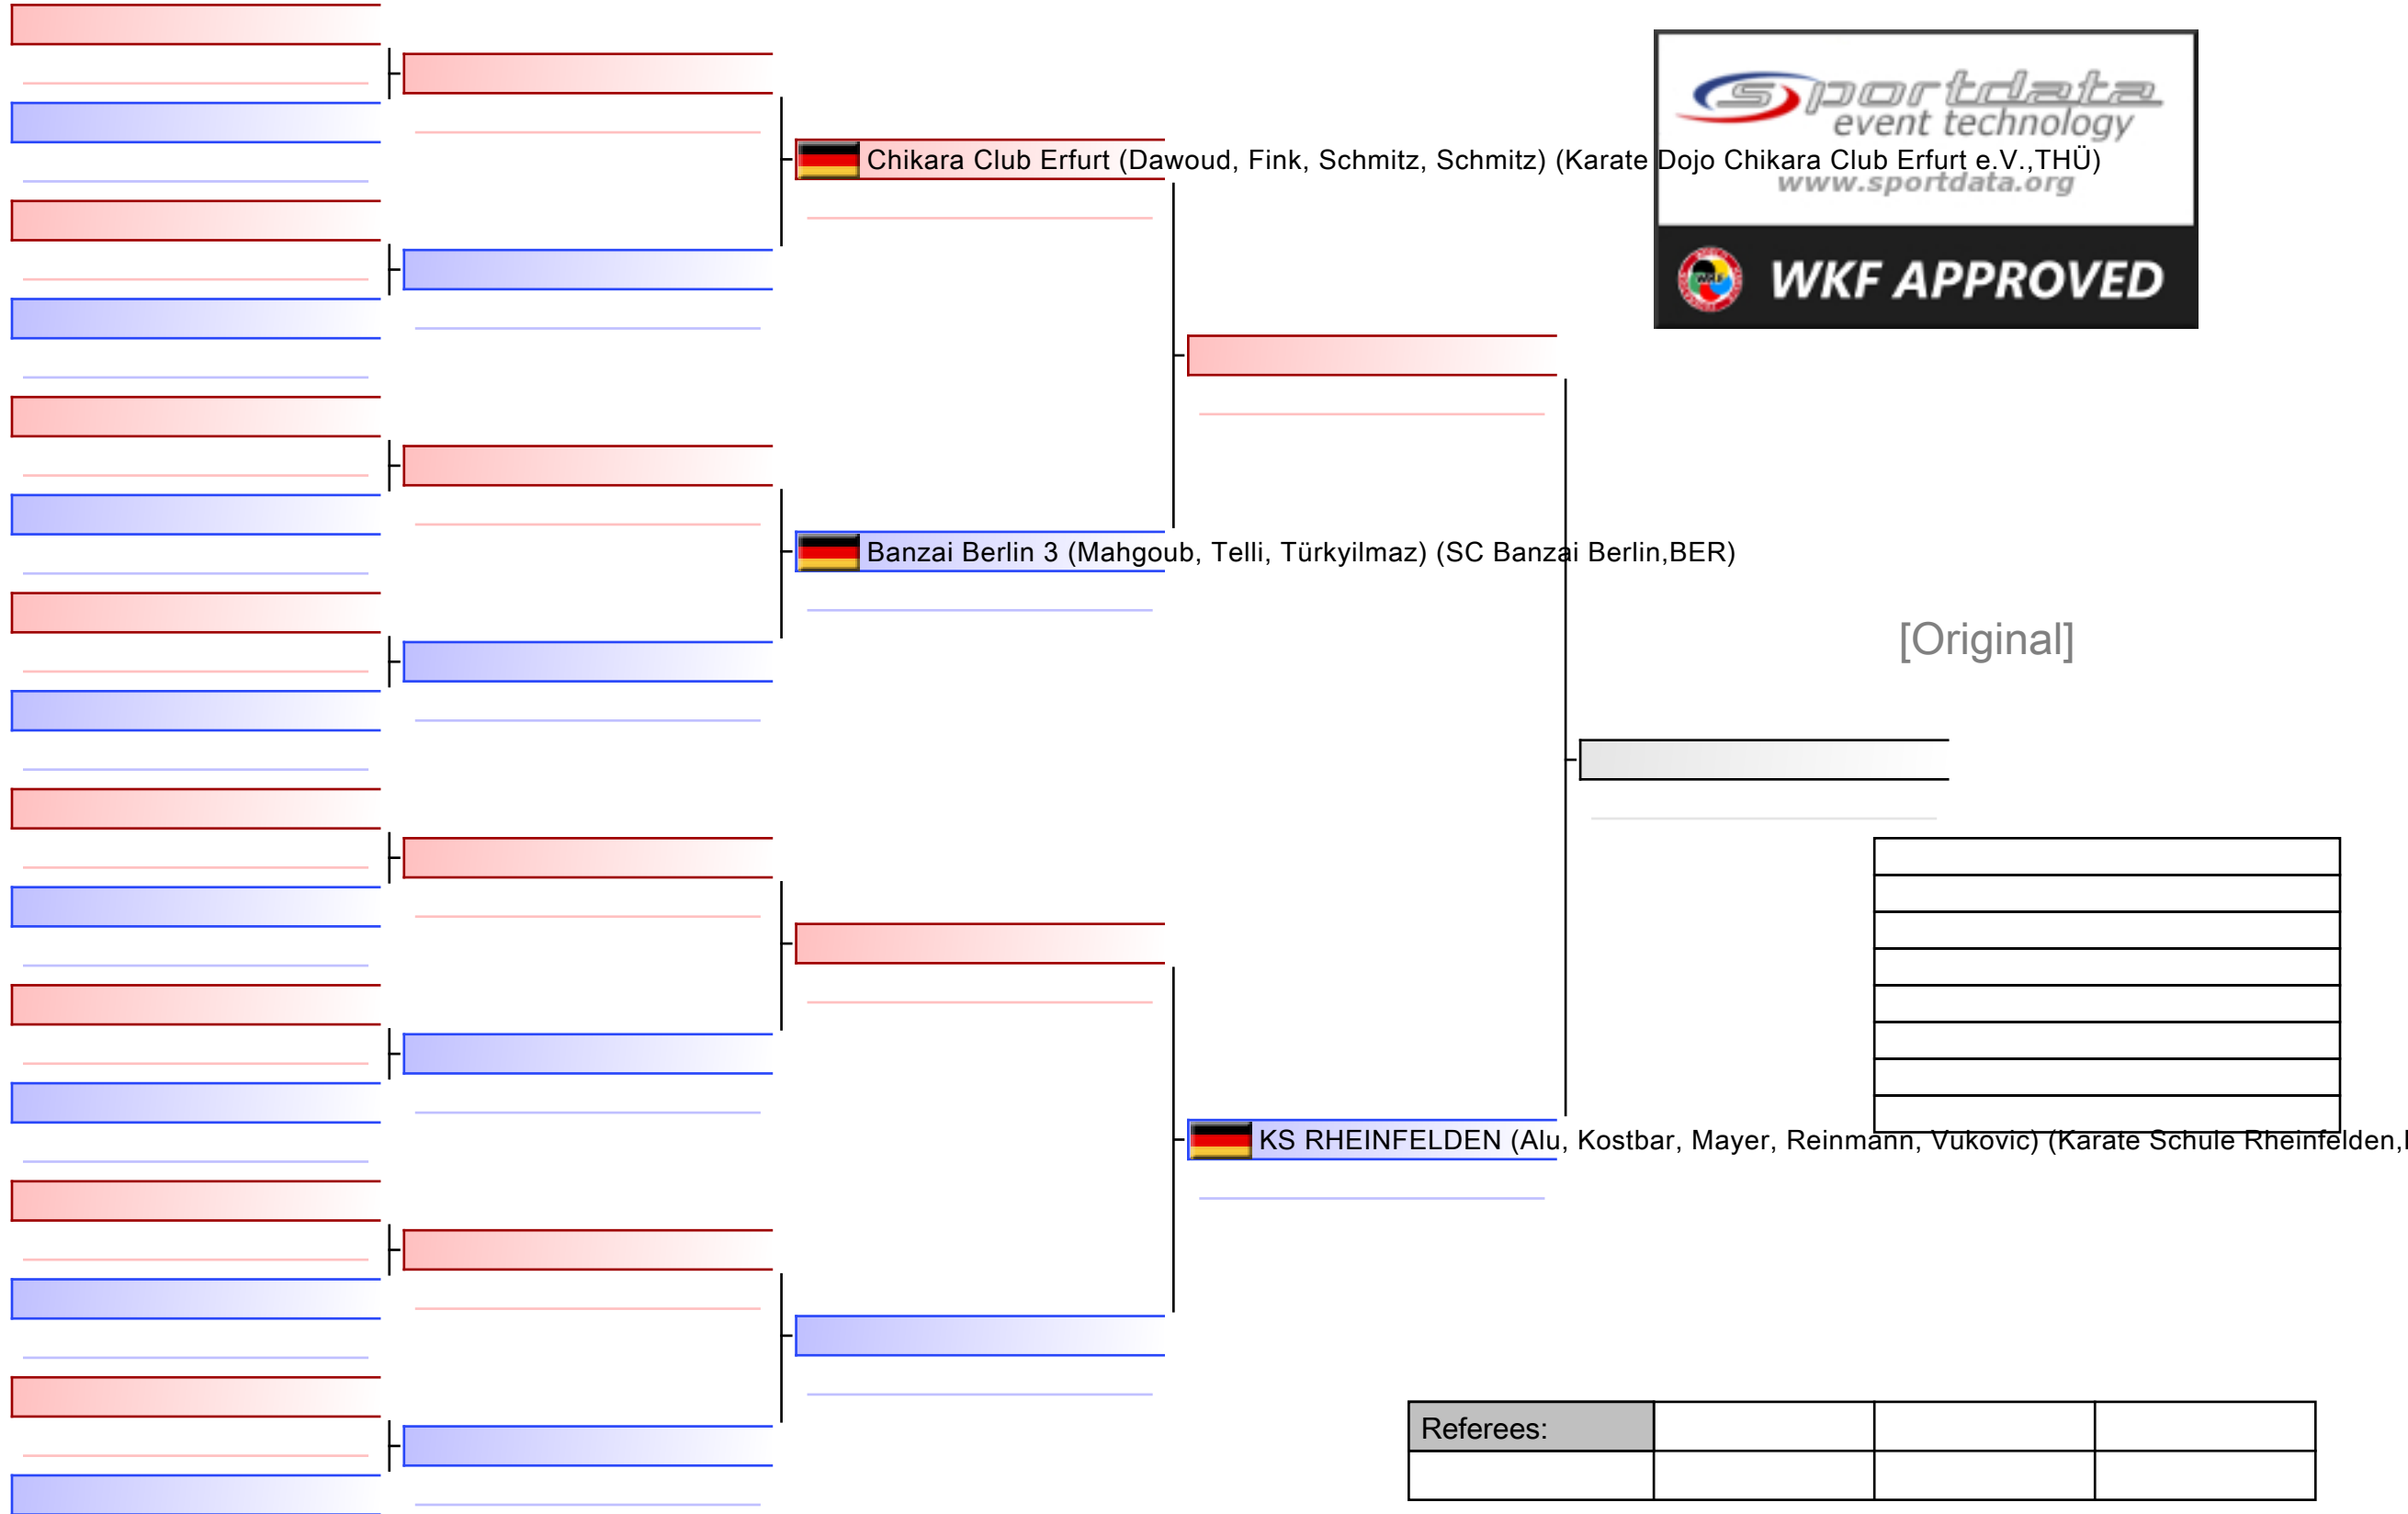 sportdata
event technology
Chikara Club Erfurt (Dawoud, Fink, Schmitz, Schmitz) (Karate Dojo Chikara Club Erfurt e.V.,THÜ)
www.sportdata.org
WKF APPROVED
Banzai Berlin 3 (Mahgoub, Telli, Türkyilmaz) (SC Banzai Berlin,BER)
[Original]
KS RHEINFELDEN (Alu, Kostbar, Mayer, Reinmann, Vukovic) (Karate Schule Rheinfelden,
Referees: